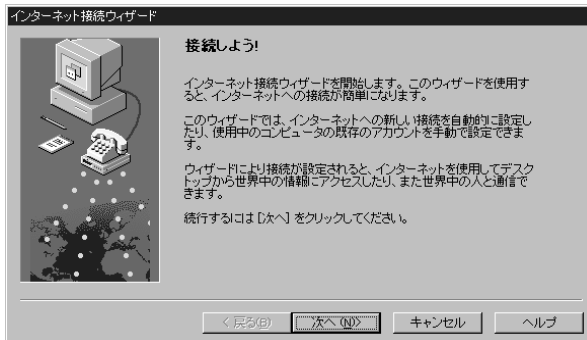 インターネット接続ウィザード
接続しよう!
インターネット接続ウィザードを開始します。このウィザードを使用す
ると、インターネットへの接続が簡単になります。
このウィザードでは、インターネットへの新しい接続を自動的に設定し
たり、使用中のコンピュータの既存のアカウントを手動で設定できま
す。
ウィザードにより接続が設定されると、インターネットを使用してデスク
トップから世界中の情報にアクセスしたり、また世界中の人と通信で
きます。
続行するには [次へ] をクリックしてください。
< 戻る(B) 次へ (N)> キャンセル ヘルプ